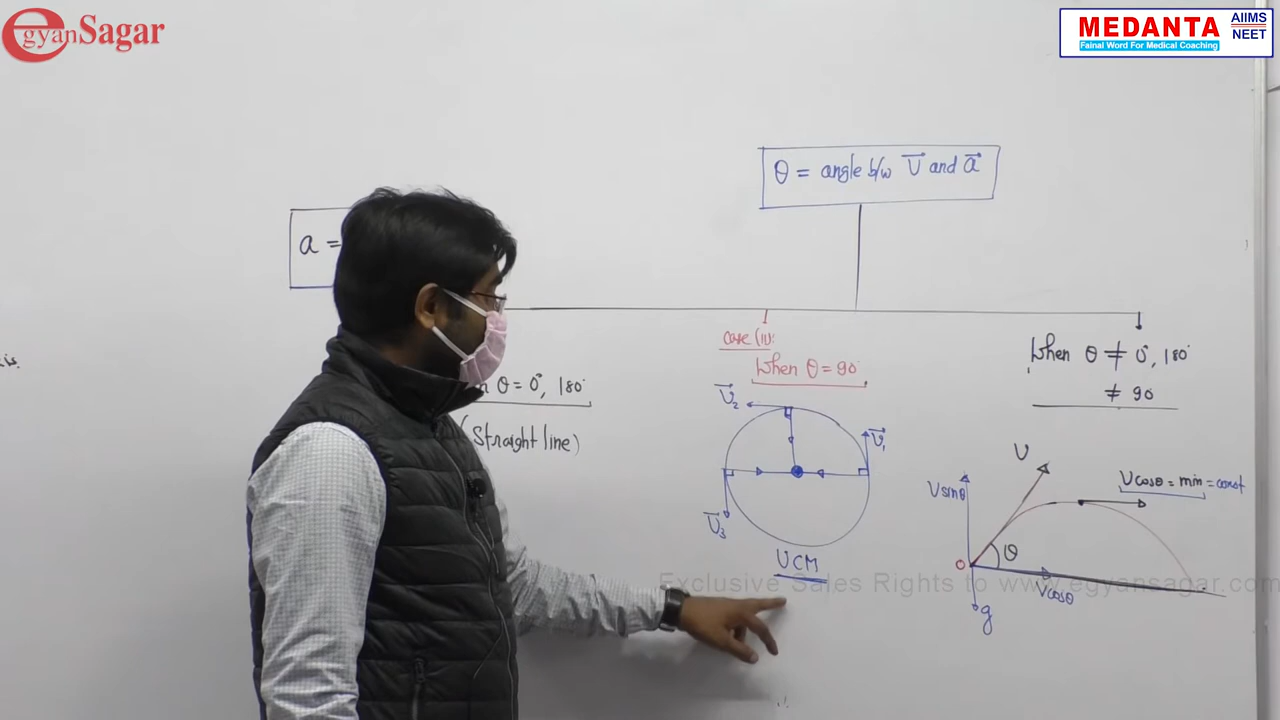 egyanSagar
MEDANTA
AIIMS
NEET
Fainal Word For Medical Coaching
θ = angle b/w V and a
a =
case (II):
When θ = 90°
When θ ≠ 0°, 180°
≠ 90
θ = 0°, 180°
(Straight line)
V₂
V₁
V₃
UCM
V
Vsinθ
Vcosθ = min = const
θ
O
Vcosθ
g
Exclusive Sales Rights to www.egyansagar.com